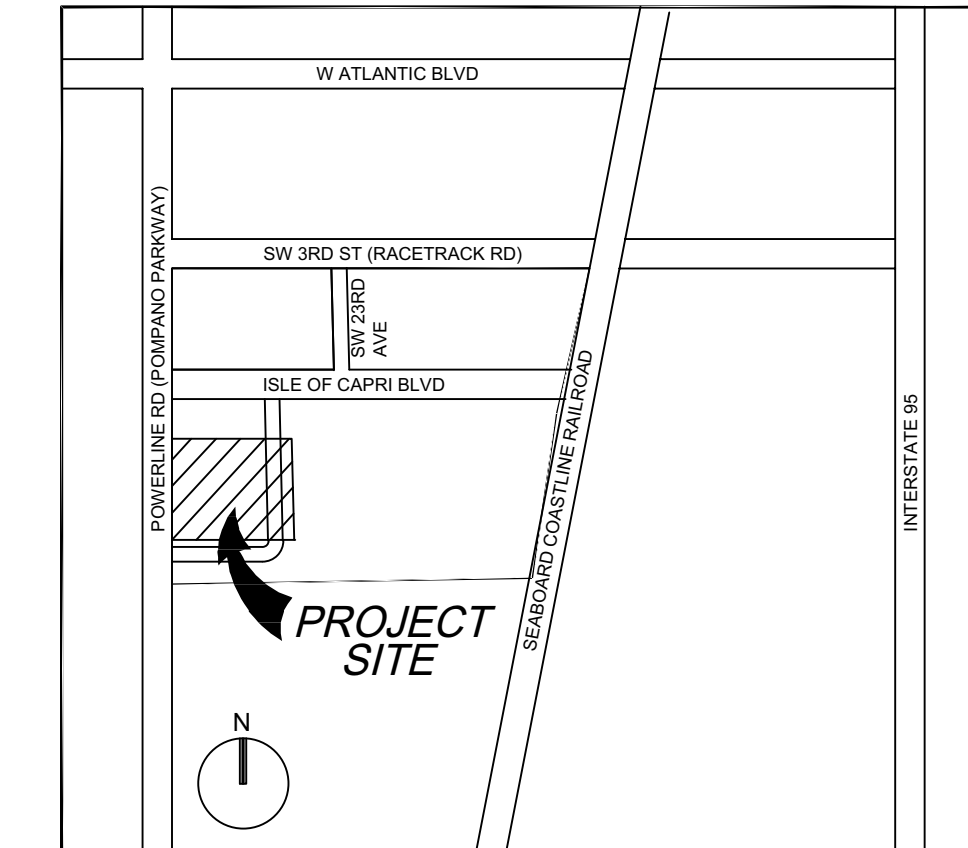 W ATLANTIC BLVD
POWERLINE RD (POMPANO PARKWAY)
SW 3RD ST (RACETRACK RD)
SW 23RD
AVE
ISLE OF CAPRI BLVD
SEABOARD COASTLINE RAILROAD
INTERSTATE 95
PROJECT
SITE
N